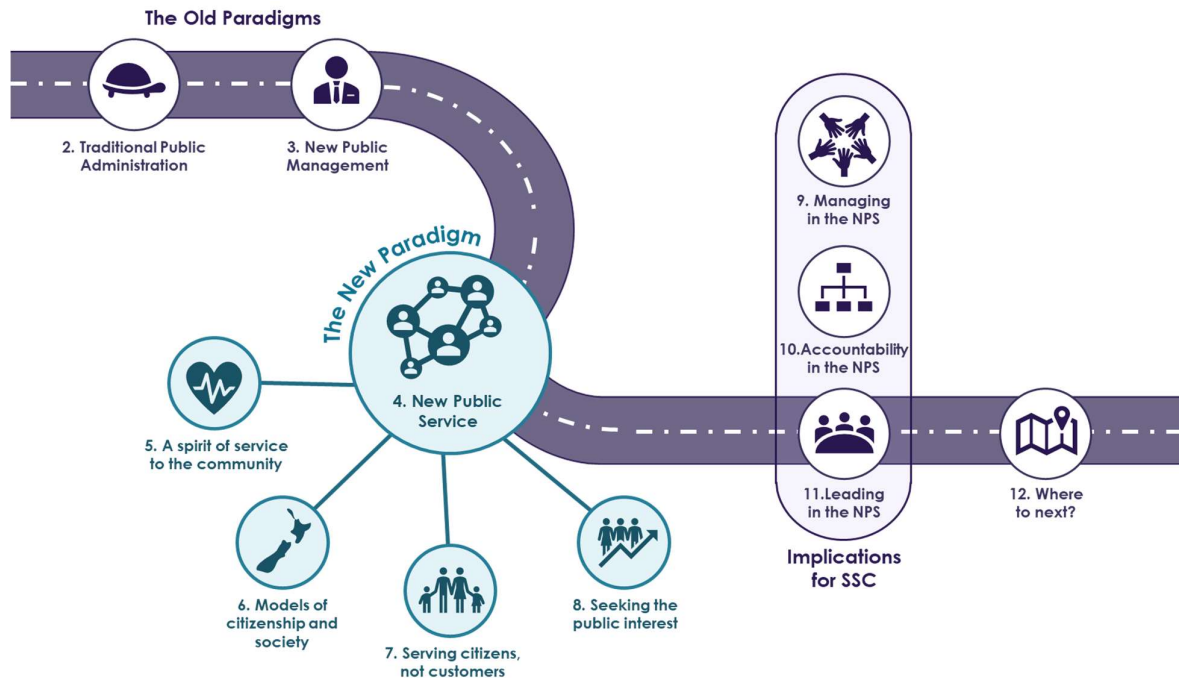 The Old Paradigms
2. Traditional Public
Administration
3. New Public
Management
The New Paradigm
4. New Public
Service
5. A spirit of service
to the community
6. Models of
citizenship and
society
7. Serving citizens,
not customers
8. Seeking the
public interest
9. Managing
in the NPS
10.Accountability
in the NPS
11.Leading
in the NPS
Implications
for SSC
12. Where
to next?